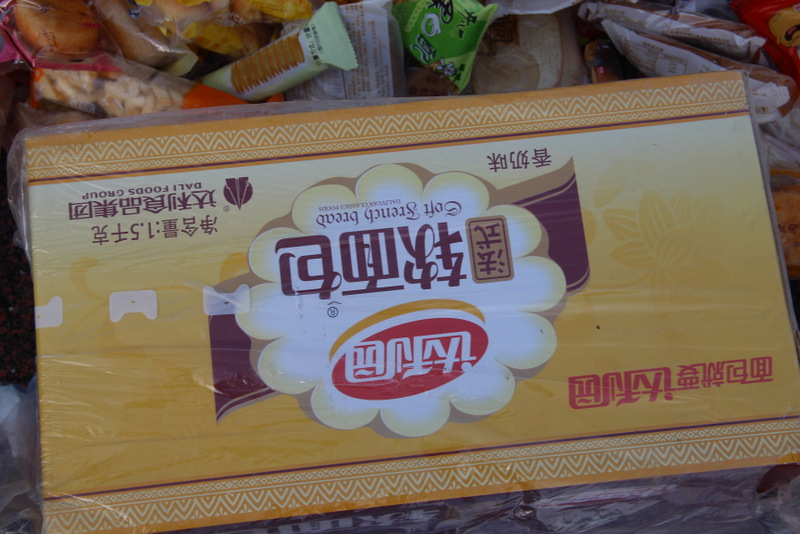 面包就要达利园
达利园
®
法式
软面包
Soft French bread
DALIYUAN CLASSICS FOODS
香奶味
净含量:1.5千克
达利食品集团®
DALI FOODS GROUP